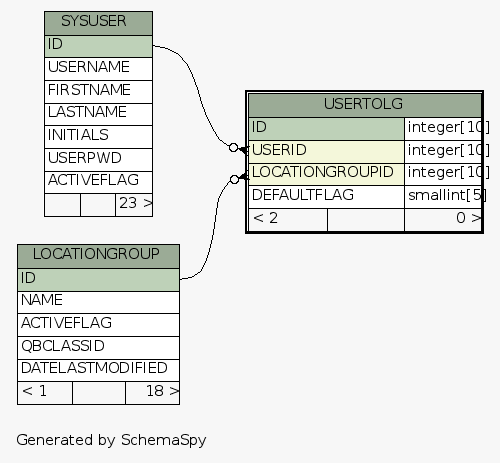 SYSUSER
ID
USERNAME
FIRSTNAME
LASTNAME
INITIALS
USERPWD
ACTIVEFLAG
23 >
USERTOLG
ID integer[10]
USERID integer[10]
LOCATIONGROUPID integer[10]
DEFAULTFLAG smallint[5]
< 2 0 >
LOCATIONGROUP
ID
NAME
ACTIVEFLAG
QBCLASSID
DATELASTMODIFIED
< 1 18 >
Generated by SchemaSpy